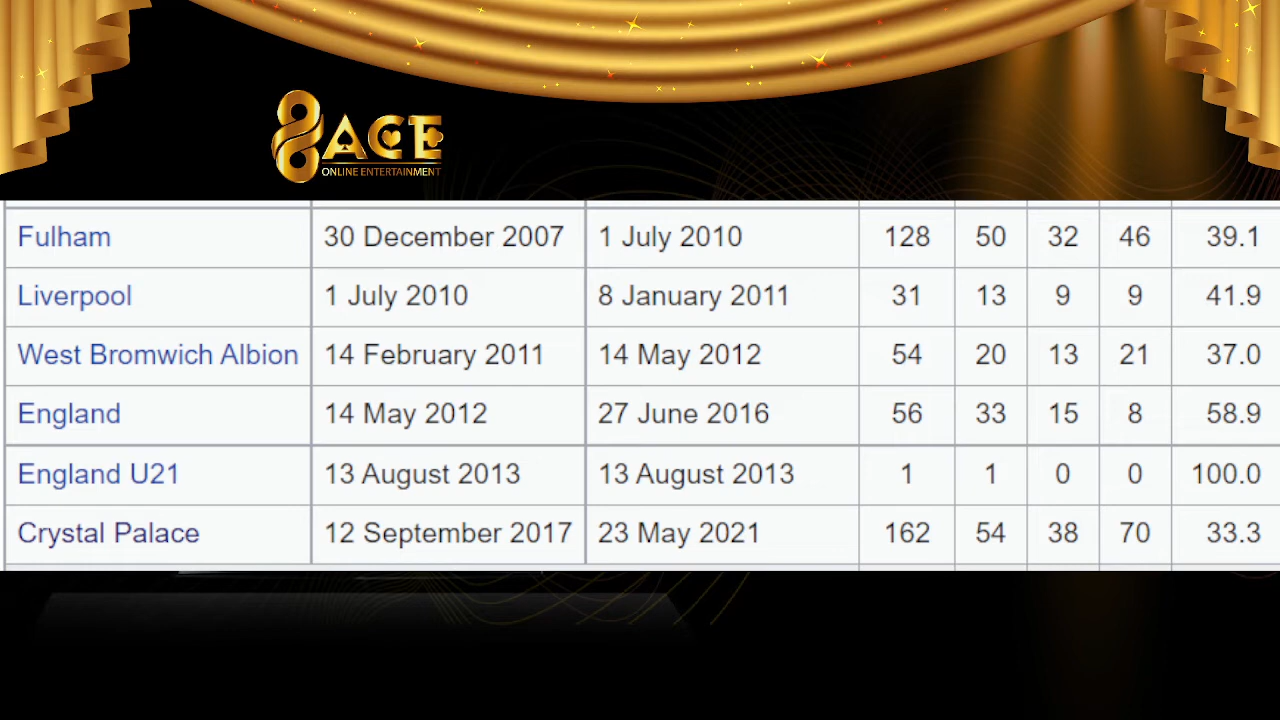 8ACE
ONLINE ENTERTAINMENT
Fulham 30 December 2007 1 July 2010 128 50 32 46 39.1
Liverpool 1 July 2010 8 January 2011 31 13 9 9 41.9
West Bromwich Albion 14 February 2011 14 May 2012 54 20 13 21 37.0
England 14 May 2012 27 June 2016 56 33 15 8 58.9
England U21 13 August 2013 13 August 2013 1 1 0 0 100.0
Crystal Palace 12 September 2017 23 May 2021 162 54 38 70 33.3